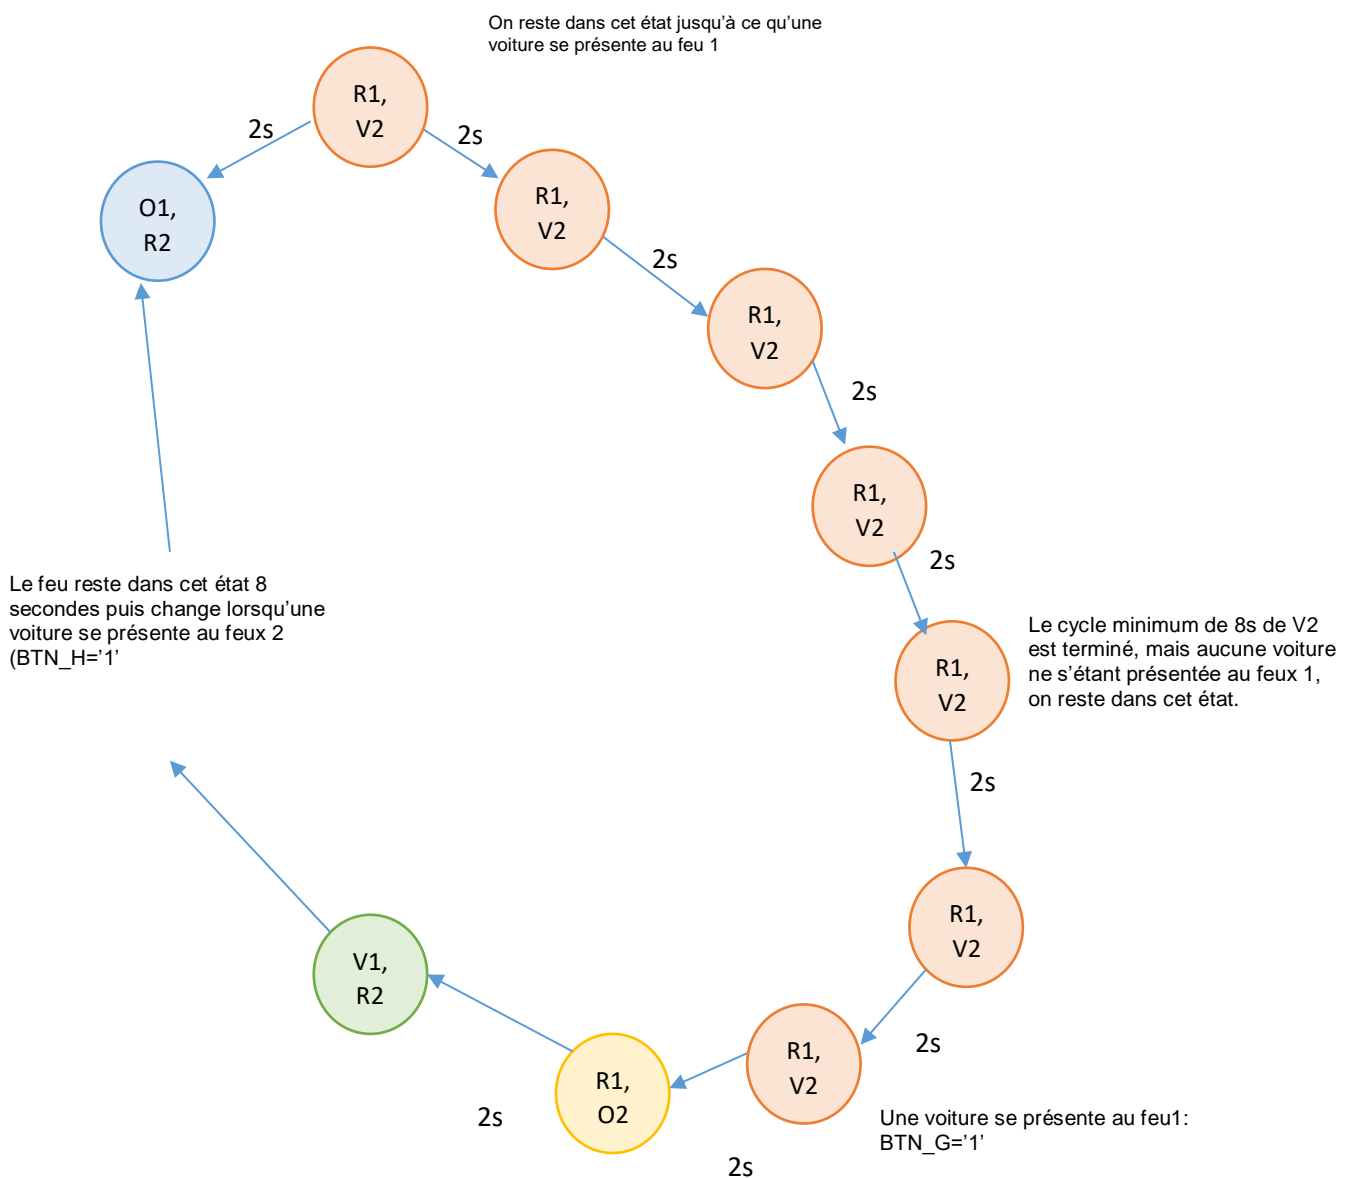 On reste dans cet état jusqu’à ce qu’une
voiture se présente au feu 1
R1,
V2
2s
2s
O1,
R2
R1,
V2
2s
R1,
V2
2s
R1,
V2
2s
Le feu reste dans cet état 8
secondes puis change lorsqu’une
voiture se présente au feux 2
(BTN_H=’1’
R1,
V2
Le cycle minimum de 8s de V2
est terminé, mais aucune voiture
ne s’étant présentée au feux 1,
on reste dans cet état.
2s
R1,
V2
2s
V1,
R2
R1,
V2
R1,
O2
2s
Une voiture se présente au feu1:
BTN_G=’1’
2s